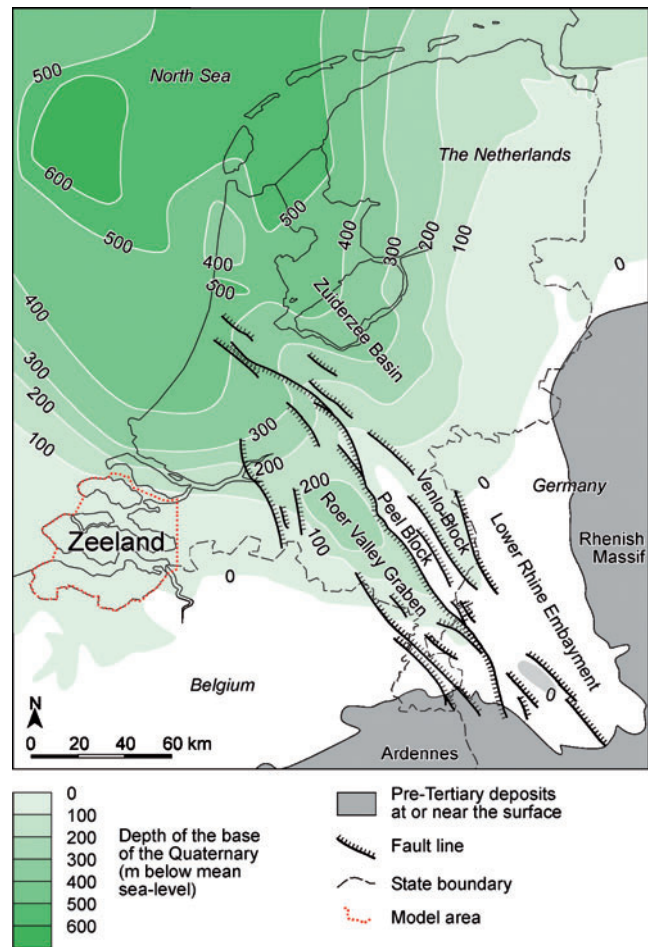 500
North Sea
600
The Netherlands
500
500
400
400
300
200
100
500
0
Zuiderzee Basin
400
300
200
100
300
200
200
100
0
Venlo-Block
Peel Block
Roer Valley Graben
Germany
Rhenish
Massif
Lower Rhine Embayment
Zeeland
0
0
Belgium
N
0 20 40 60 km
Ardennes
0
100
200
300
400
500
600
Depth of the base
of the Quaternary
(m below mean
sea-level)
Pre-Tertiary deposits
at or near the surface
Fault line
State boundary
Model area